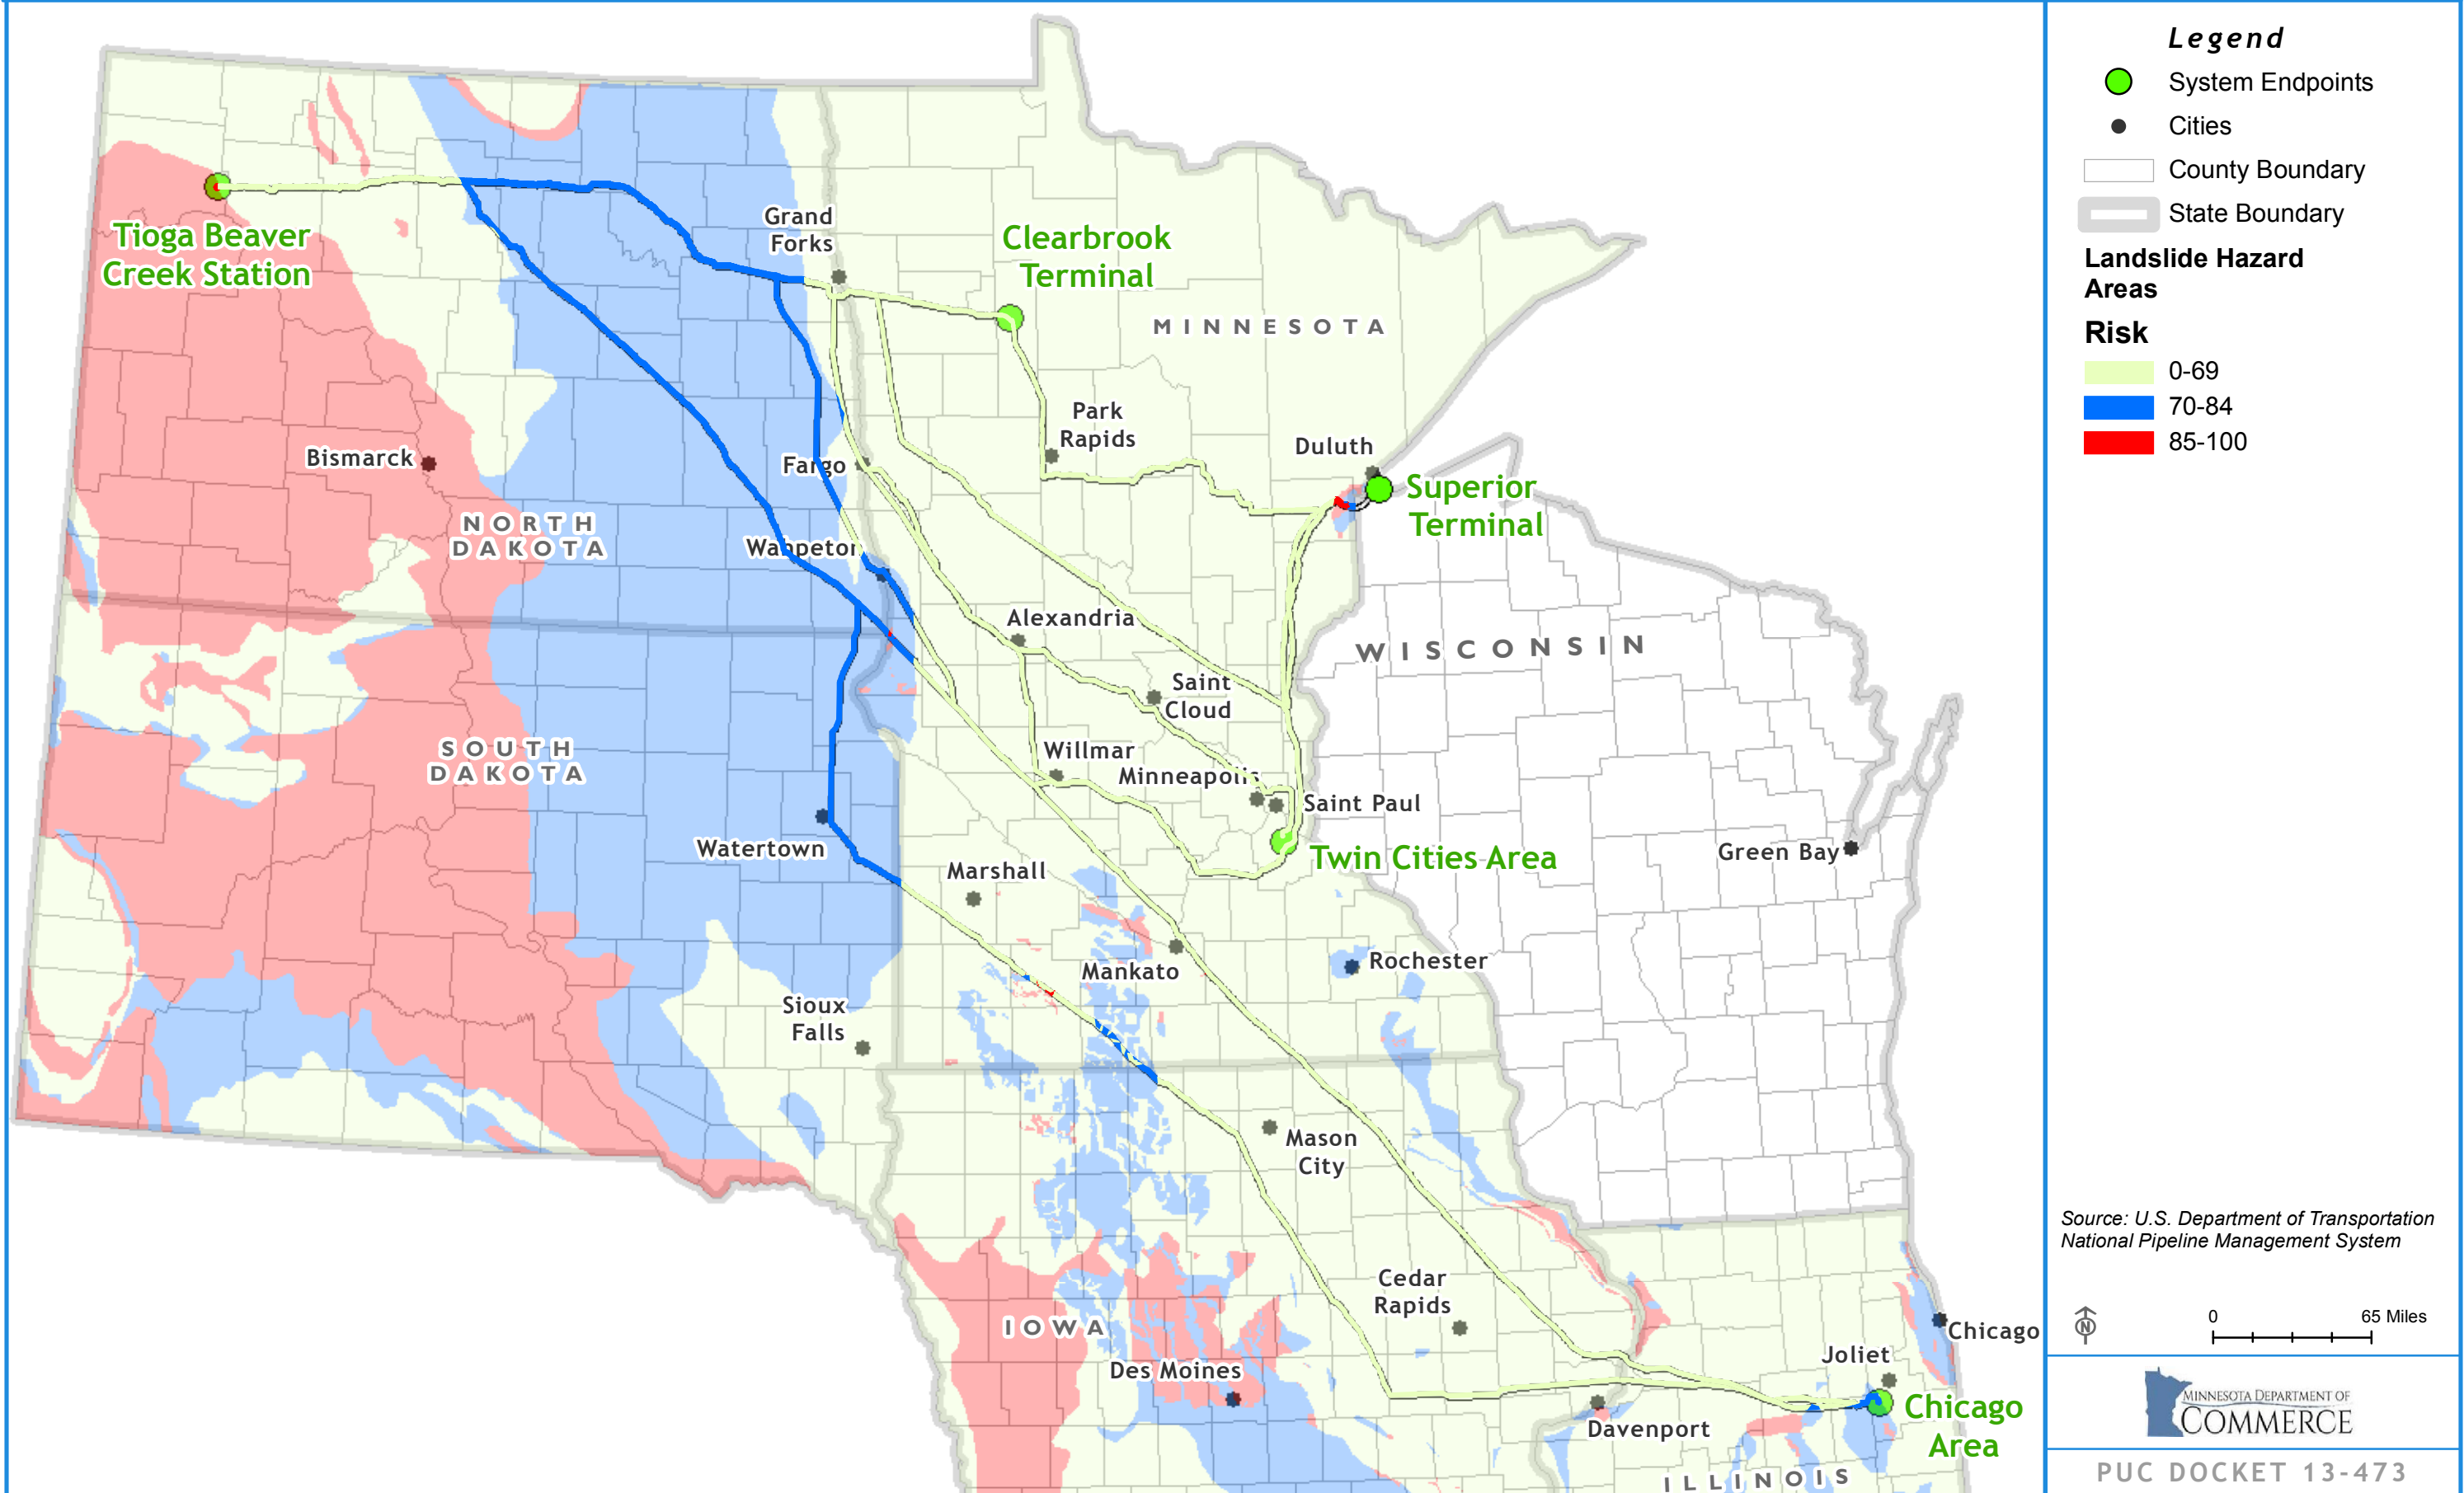 Grand
Forks
Tioga Beaver
Creek Station
Clearbrook
Terminal
MINNESOTA
Park
Rapids
Duluth
Bismarck
Fargo
Superior
Terminal
NORTH
DAKOTA
Wahpeton
Alexandria
WISCONSIN
Saint
Cloud
SOUTH
DAKOTA
Willmar
Minneapolis
Saint Paul
Watertown
Twin Cities Area
Green Bay
Marshall
Mankato
Rochester
Sioux
Falls
Mason
City
Cedar
Rapids
IOWA
Chicago
Joliet
Des Moines
Chicago
Area
Davenport
ILLINOIS
Legend
System Endpoints
Cities
County Boundary
State Boundary
Landslide Hazard
Areas
Risk
0-69
70-84
85-100
Source: U.S. Department of Transportation
National Pipeline Management System
N
0 65 Miles
MINNESOTA DEPARTMENT OF
COMMERCE
PUC DOCKET 13-473